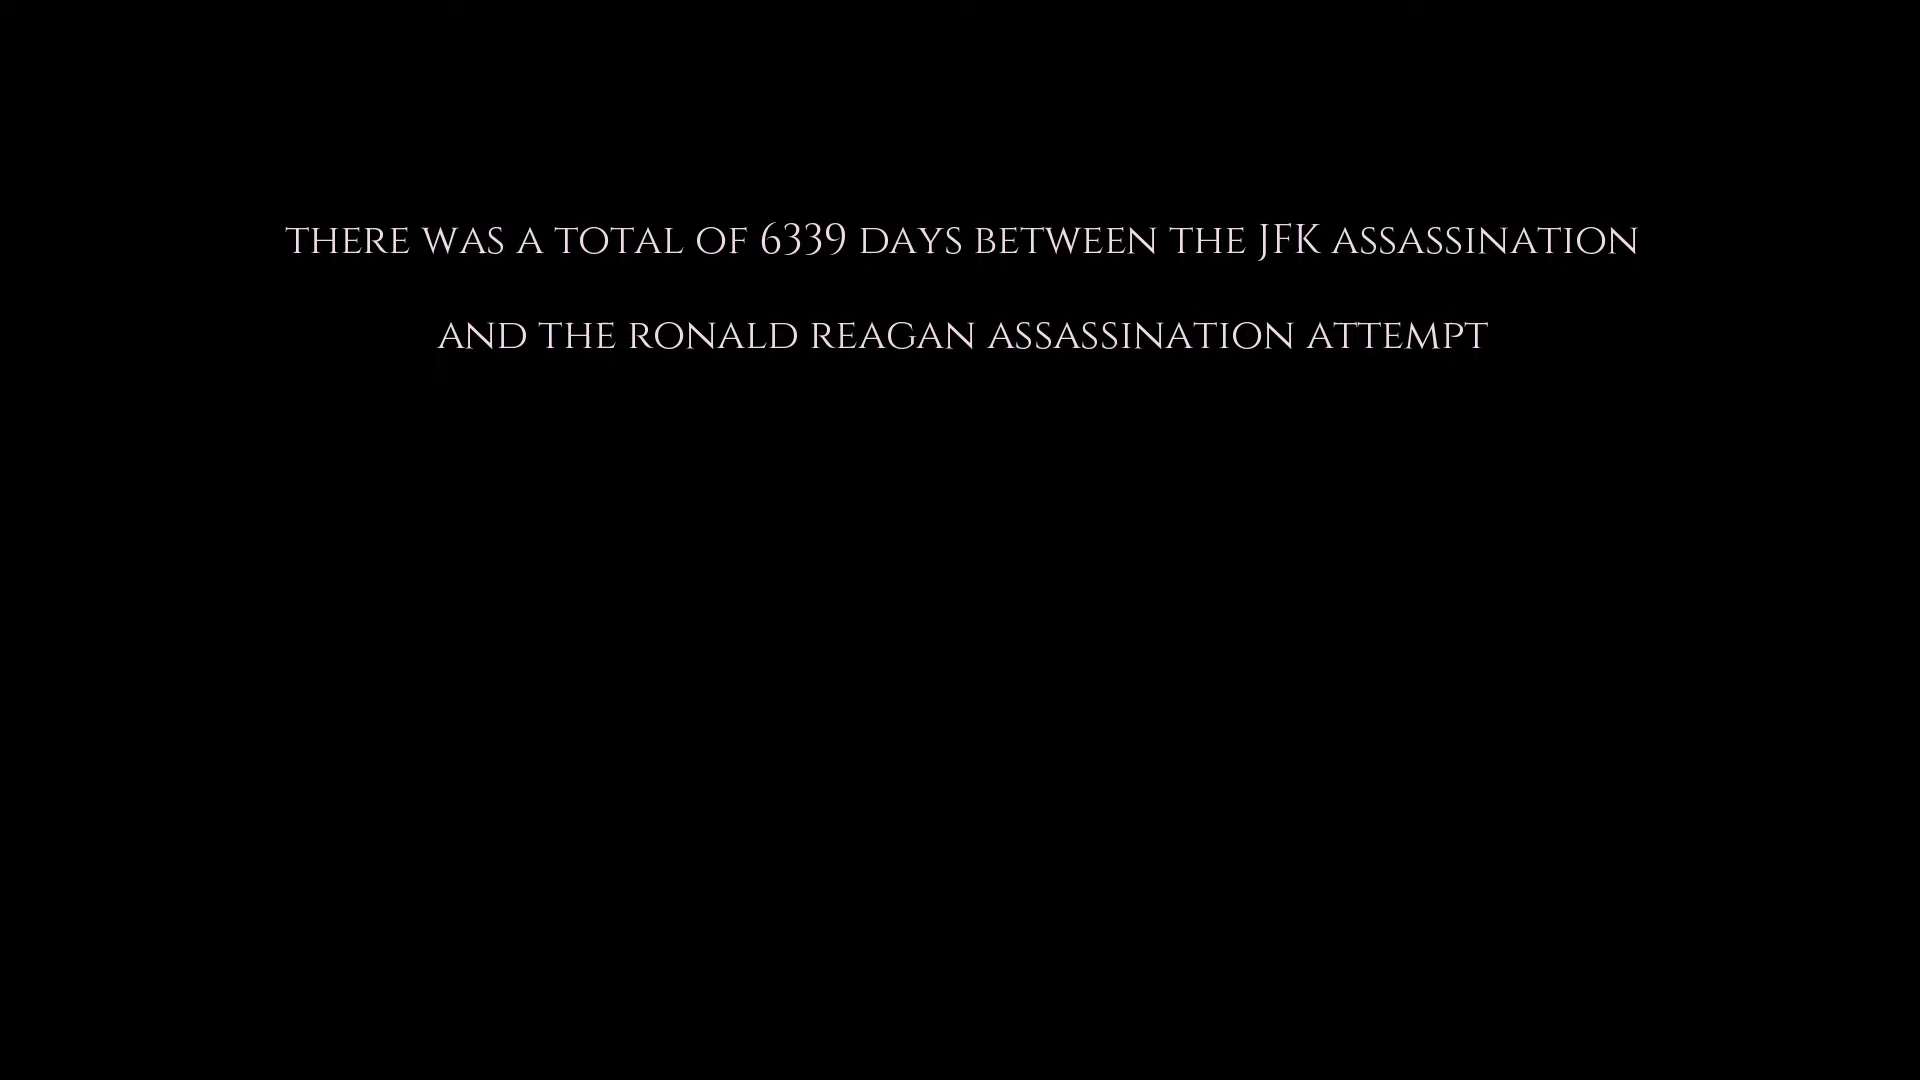 THERE WAS A TOTAL OF 6339 DAYS BETWEEN THE JFK ASSASSINATION
AND THE RONALD REAGAN ASSASSINATION ATTEMPT